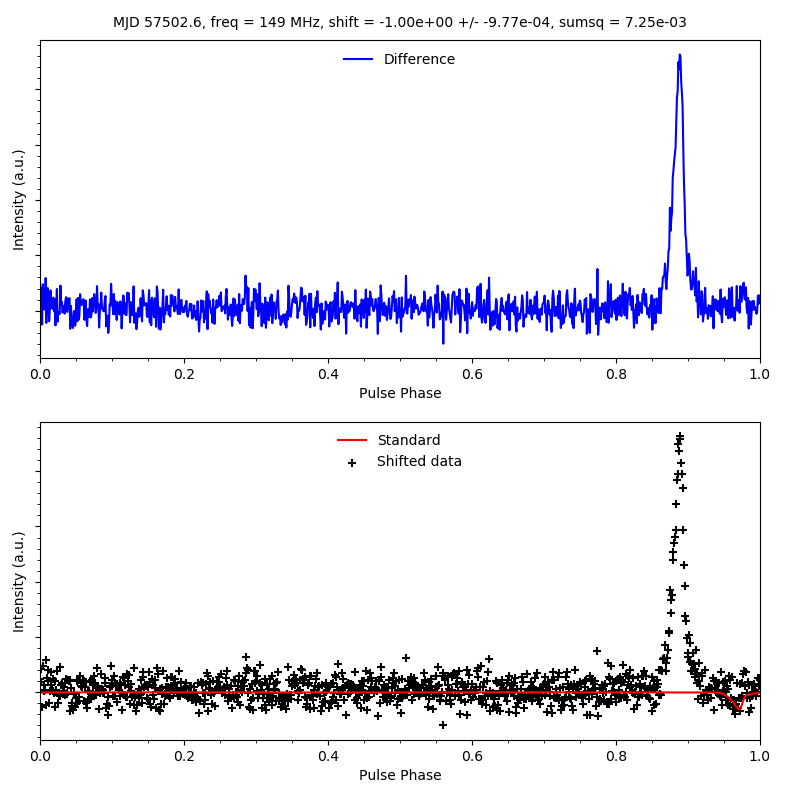 MJD 57502.6, freq = 149 MHz, shift = -1.00e+00 +/- -9.77e-04, sumsq = 7.25e-03
Difference
Intensity (a.u.)
0.0 0.2 0.4 0.6 0.8 1.0
Pulse Phase
Standard
Shifted data
Intensity (a.u.)
0.0 0.2 0.4 0.6 0.8 1.0
Pulse Phase